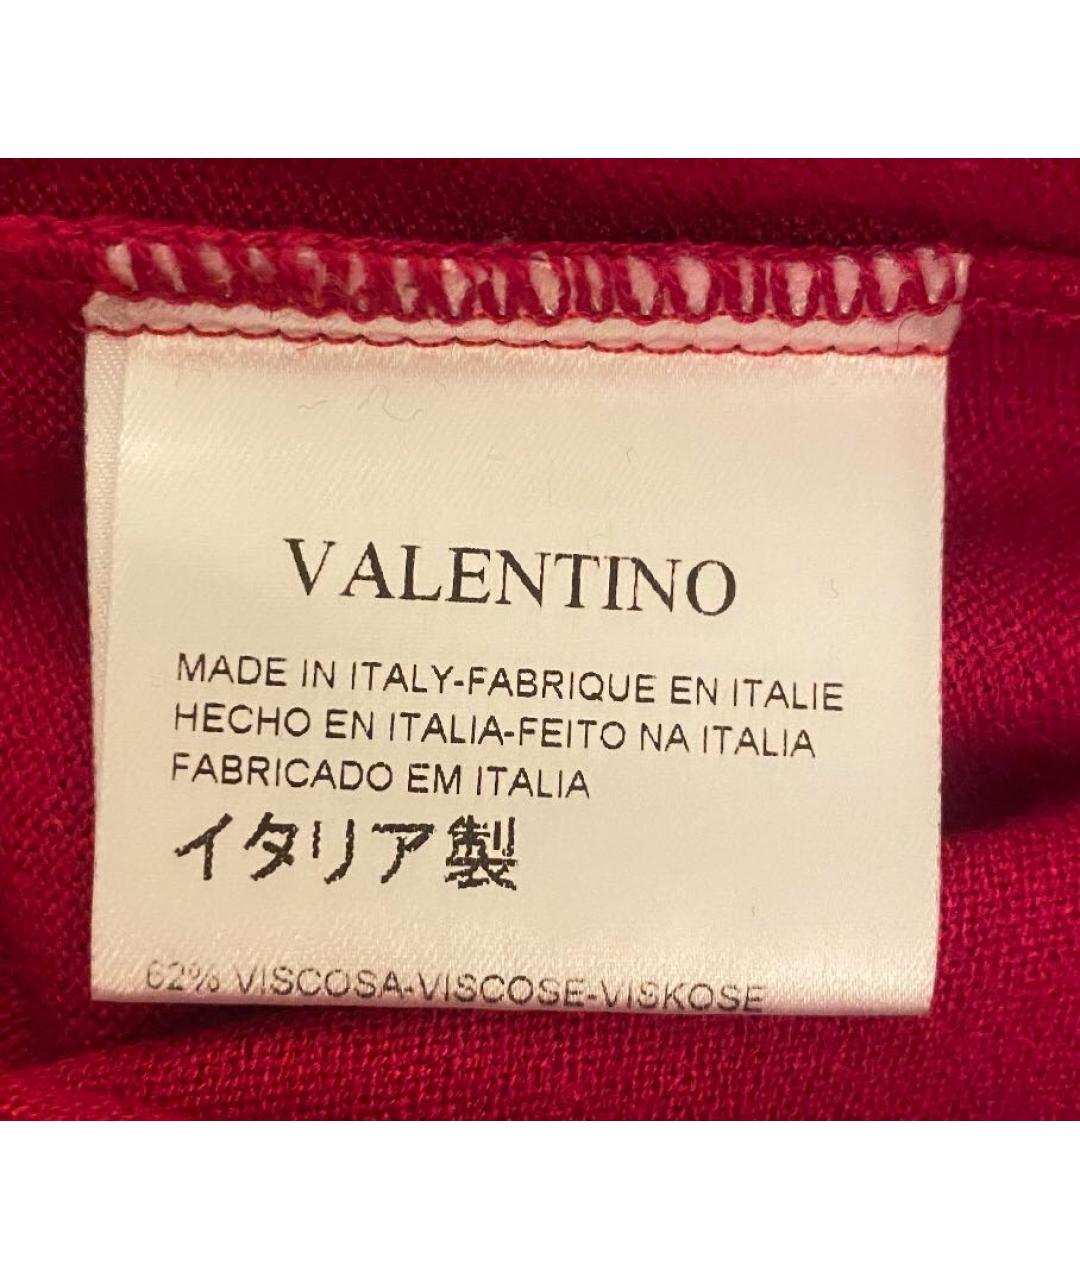 VALENTINO
MADE IN ITALY-FABRIQUE EN ITALIE
HECHO EN ITALIA-FEITO NA ITALIA
FABRICADO EM ITALIA
イタリア製
62% VISCOSA-VISCOSE-VISKOSE